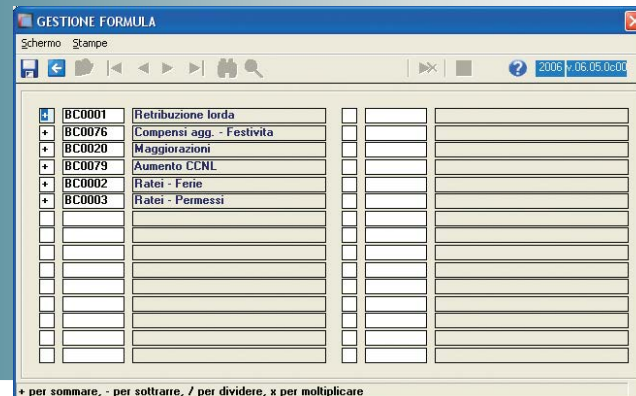 GESTIONE FORMULA
Schermo Stampe
2006 v.06.05.0c00
+ BC0001 Retribuzione lorda
+ BC0076 Compensi agg. - Festivita
+ BC0020 Maggiorazioni
+ BC0079 Aumento CCNL
+ BC0002 Ratei - Ferie
+ BC0003 Ratei - Permessi
+ per sommare, - per sottrarre, / per dividere, x per moltiplicare